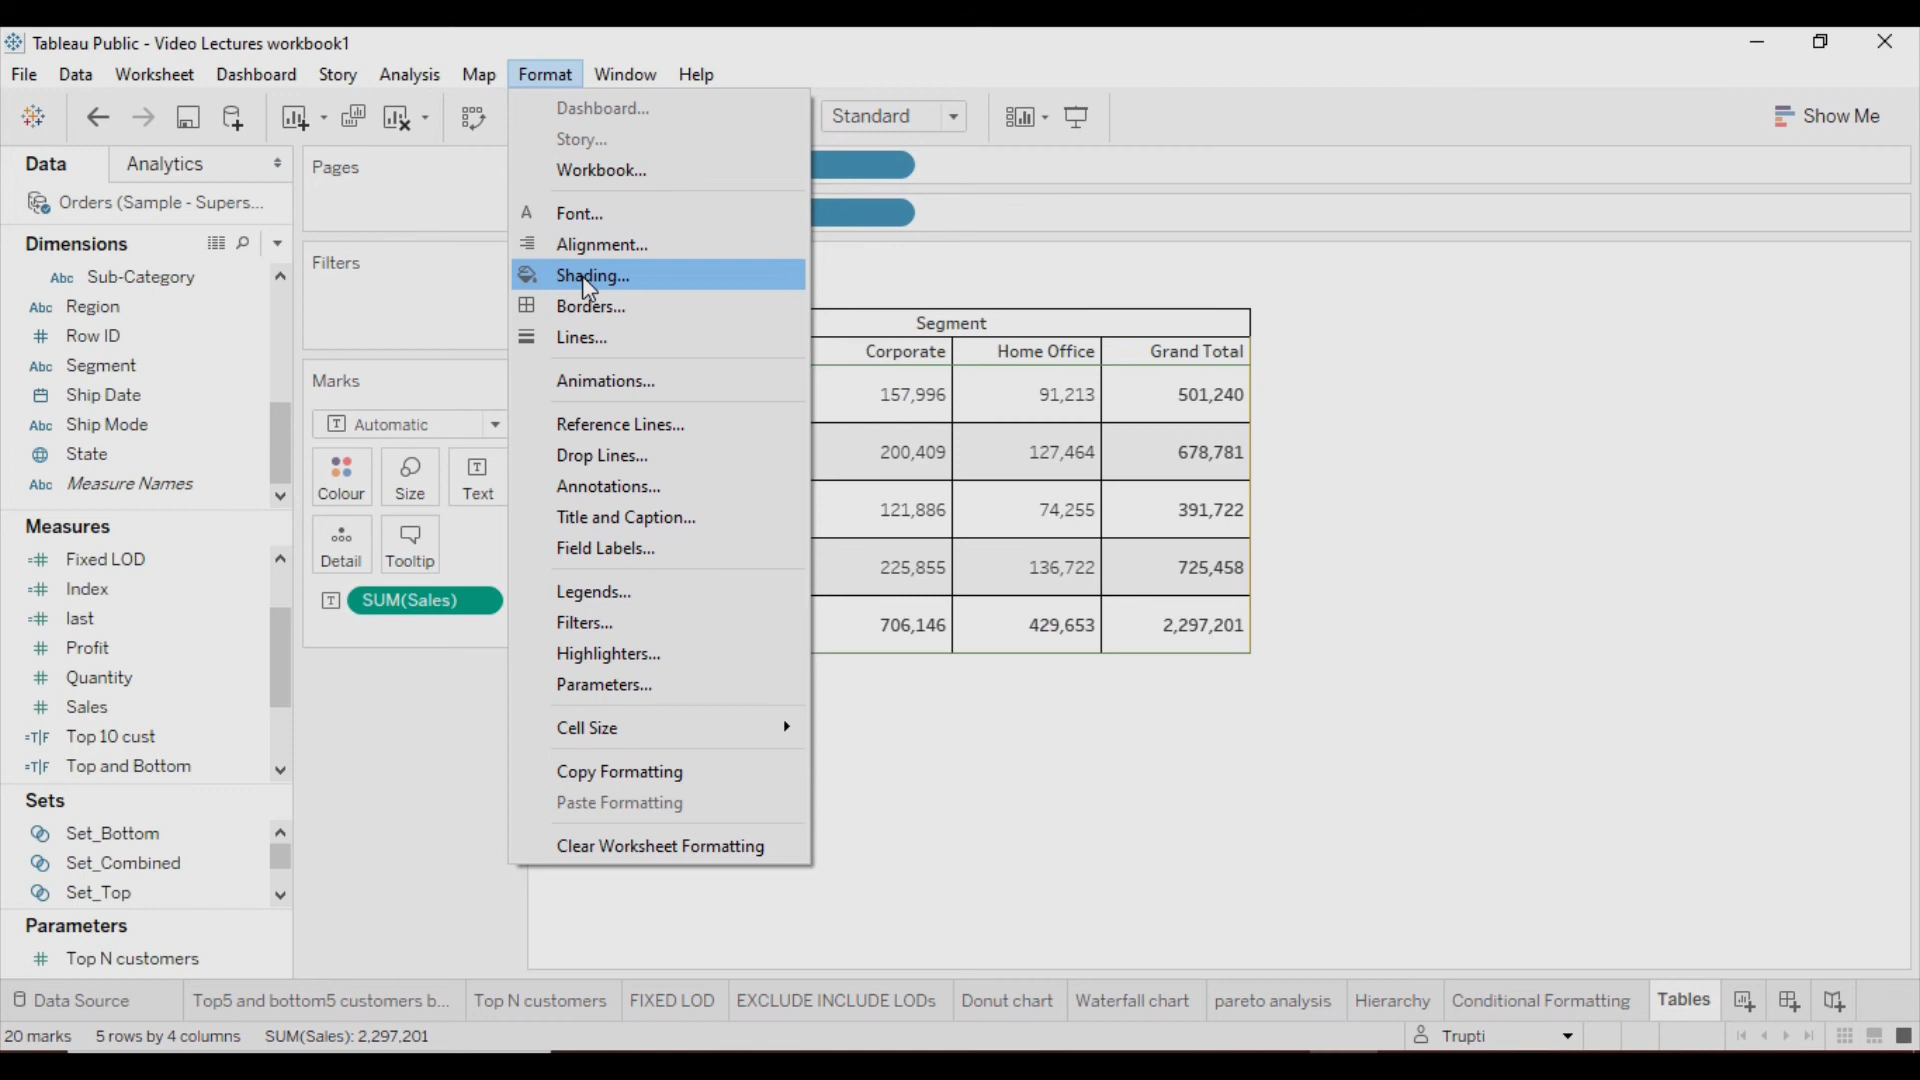 Tableau Public - Video Lectures workbook1
File Data Worksheet Dashboard Story Analysis Map Format Window Help
Standard
Show Me
Data Analytics
Orders (Sample - Supers...
Dimensions
Abc Sub-Category
Abc Region
# Row ID
Abc Segment
Ship Date
Abc Ship Mode
State
Abc Measure Names
Measures
=# Fixed LOD
=# Index
=# last
# Profit
# Quantity
# Sales
=T|F Top 10 cust
=T|F Top and Bottom
Sets
Set_Bottom
Set_Combined
Set_Top
Parameters
# Top N customers
Pages
Filters
Marks
T Automatic
Colour Size Text
Detail Tooltip
T SUM(Sales)
Dashboard...
Story...
Workbook...
A Font...
Alignment...
Shading...
Borders...
Lines...
Animations...
Reference Lines...
Drop Lines...
Annotations...
Title and Caption...
Field Labels...
Legends...
Filters...
Highlighters...
Parameters...
Cell Size
Copy Formatting
Paste Formatting
Clear Worksheet Formatting
Segment
Corporate Home Office Grand Total
157,996 91,213 501,240
200,409 127,464 678,781
121,886 74,255 391,722
225,855 136,722 725,458
706,146 429,653 2,297,201
Data Source Top5 and bottom5 customers b... Top N customers FIXED LOD EXCLUDE INCLUDE LODs Donut chart Waterfall chart pareto analysis Hierarchy Conditional Formatting Tables
20 marks 5 rows by 4 columns SUM(Sales): 2,297,201 Trupti